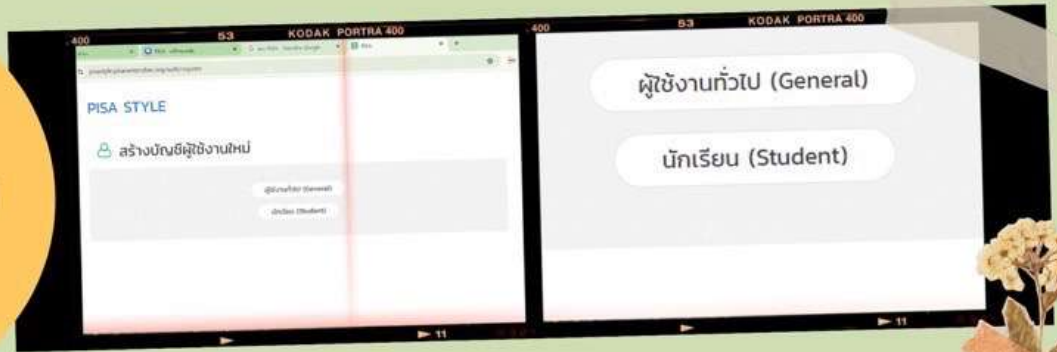 400 53 KODAK PORTRA 400
PISA STYLE
สร้างบัญชีผู้ใช้งานใหม่
ผู้ใช้งานทั่วไป (General)
นักเรียน (Student)
11
400 53 KODAK PORTRA 400
ผู้ใช้งานทั่วไป (General)
นักเรียน (Student)
11